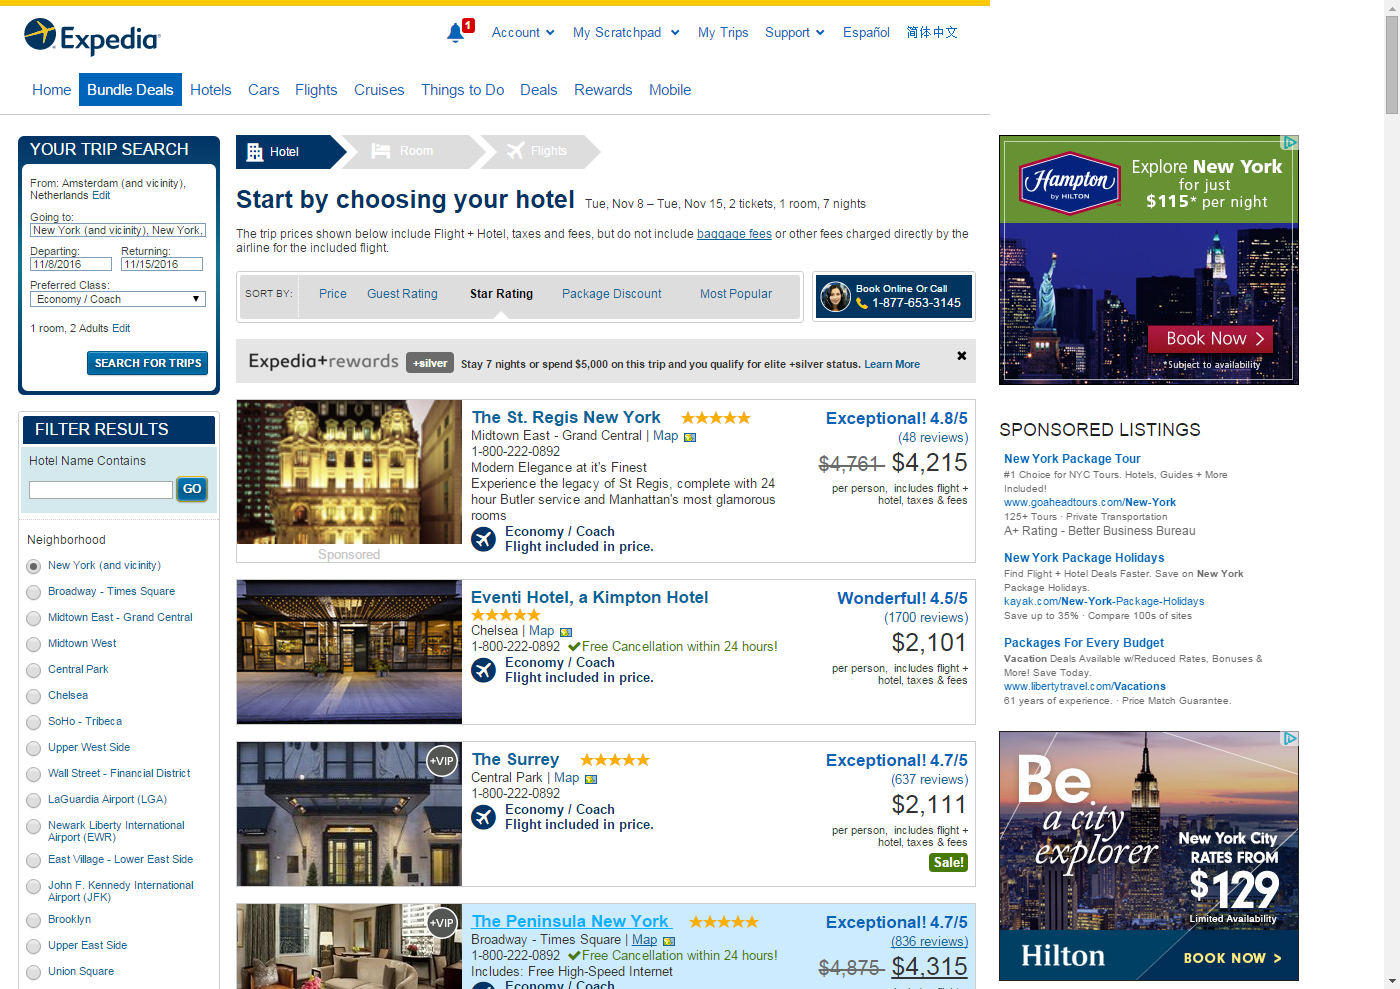 Expedia
1
Account
My Scratchpad
My Trips
Support
Español
简体中文
Home
Bundle Deals
Hotels
Cars
Flights
Cruises
Things to Do
Deals
Rewards
Mobile
YOUR TRIP SEARCH
From: Amsterdam (and vicinity),
Netherlands Edit
Going to:
New York (and vicinity), New York,
Departing:
Returning:
11/8/2016
11/15/2016
Preferred Class:
Economy / Coach
1 room, 2 Adults Edit
SEARCH FOR TRIPS
FILTER RESULTS
Hotel Name Contains
GO
Neighborhood
New York (and vicinity)
Broadway - Times Square
Midtown East - Grand Central
Midtown West
Central Park
Chelsea
SoHo - Tribeca
Upper West Side
Wall Street - Financial District
LaGuardia Airport (LGA)
Newark Liberty International
Airport (EWR)
East Village - Lower East Side
John F. Kennedy International
Airport (JFK)
Brooklyn
Upper East Side
Union Square
Hotel
Room
Flights
Start by choosing your hotel
Tue, Nov 8 – Tue, Nov 15, 2 tickets, 1 room, 7 nights
The trip prices shown below include Flight + Hotel, taxes and fees, but do not include baggage fees or other fees charged directly by the
airline for the included flight.
SORT BY:
Price
Guest Rating
Star Rating
Package Discount
Most Popular
Book Online Or Call
1-877-653-3145
Expedia+rewards
+silver
Stay 7 nights or spend $5,000 on this trip and you qualify for elite +silver status. Learn More
The St. Regis New York
Midtown East - Grand Central | Map
1-800-222-0892
Modern Elegance at it's Finest
Experience the legacy of St Regis, complete with 24
hour Butler service and Manhattan's most glamorous
rooms
Economy / Coach
Flight included in price.
Sponsored
Exceptional! 4.8/5
(48 reviews)
$4,761 $4,215
per person, includes flight +
hotel, taxes & fees
Eventi Hotel, a Kimpton Hotel
Chelsea | Map
1-800-222-0892 Free Cancellation within 24 hours!
Economy / Coach
Flight included in price.
Wonderful! 4.5/5
(1700 reviews)
$2,101
per person, includes flight +
hotel, taxes & fees
+VIP
The Surrey
Central Park | Map
1-800-222-0892
Economy / Coach
Flight included in price.
Exceptional! 4.7/5
(637 reviews)
$2,111
per person, includes flight +
hotel, taxes & fees
Sale!
+VIP
The Peninsula New York
Broadway - Times Square | Map
1-800-222-0892 Free Cancellation within 24 hours!
Includes: Free High-Speed Internet
Economy / Coach
Exceptional! 4.7/5
(836 reviews)
$4,875 $4,315
Hampton
by HILTON
Explore New York
for just
$115* per night
Book Now
*Subject to availability
SPONSORED LISTINGS
New York Package Tour
#1 Choice for NYC Tours. Hotels, Guides + More
Included!
www.goaheadtours.com/New-York
125+ Tours · Private Transportation
A+ Rating - Better Business Bureau
New York Package Holidays
Find Flight + Hotel Deals Faster. Save on New York
Package Holidays.
kayak.com/New-York-Package-Holidays
Save up to 35% · Compare 100s of sites
Packages For Every Budget
Vacation Deals Available w/Reduced Rates, Bonuses &
More! Save Today.
www.libertytravel.com/Vacations
61 years of experience. · Price Match Guarantee.
Be
a city
explorer
New York City
RATES FROM
$129
Limited Availability
Hilton
BOOK NOW >